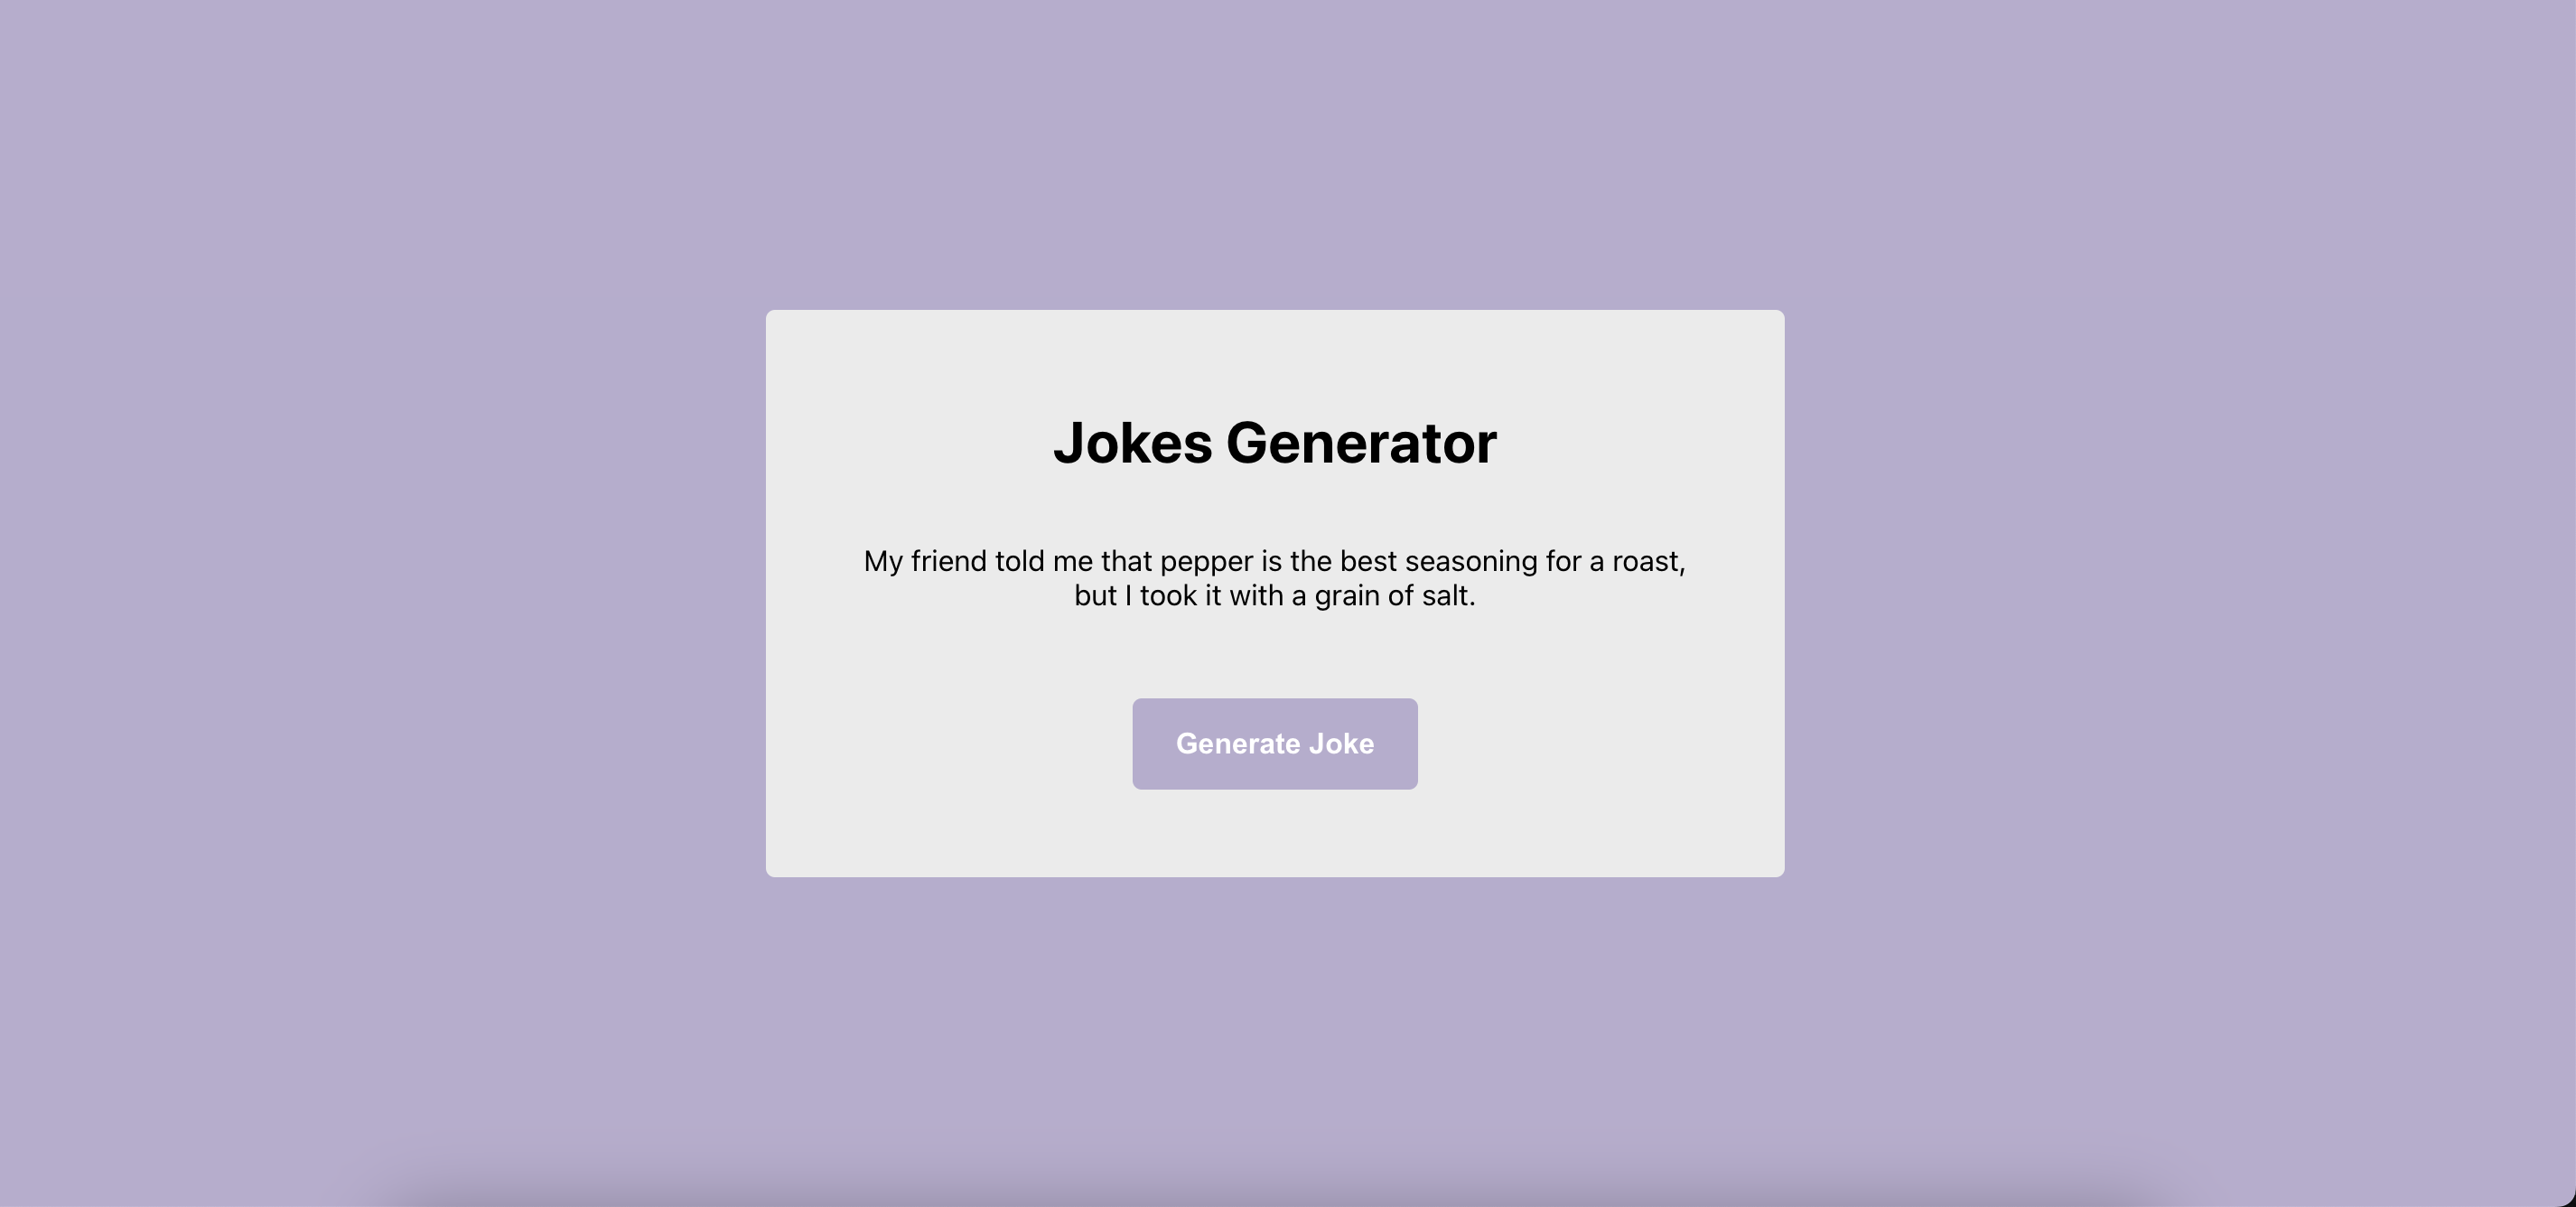 Jokes Generator
My friend told me that pepper is the best seasoning for a roast,
but I took it with a grain of salt.
Generate Joke